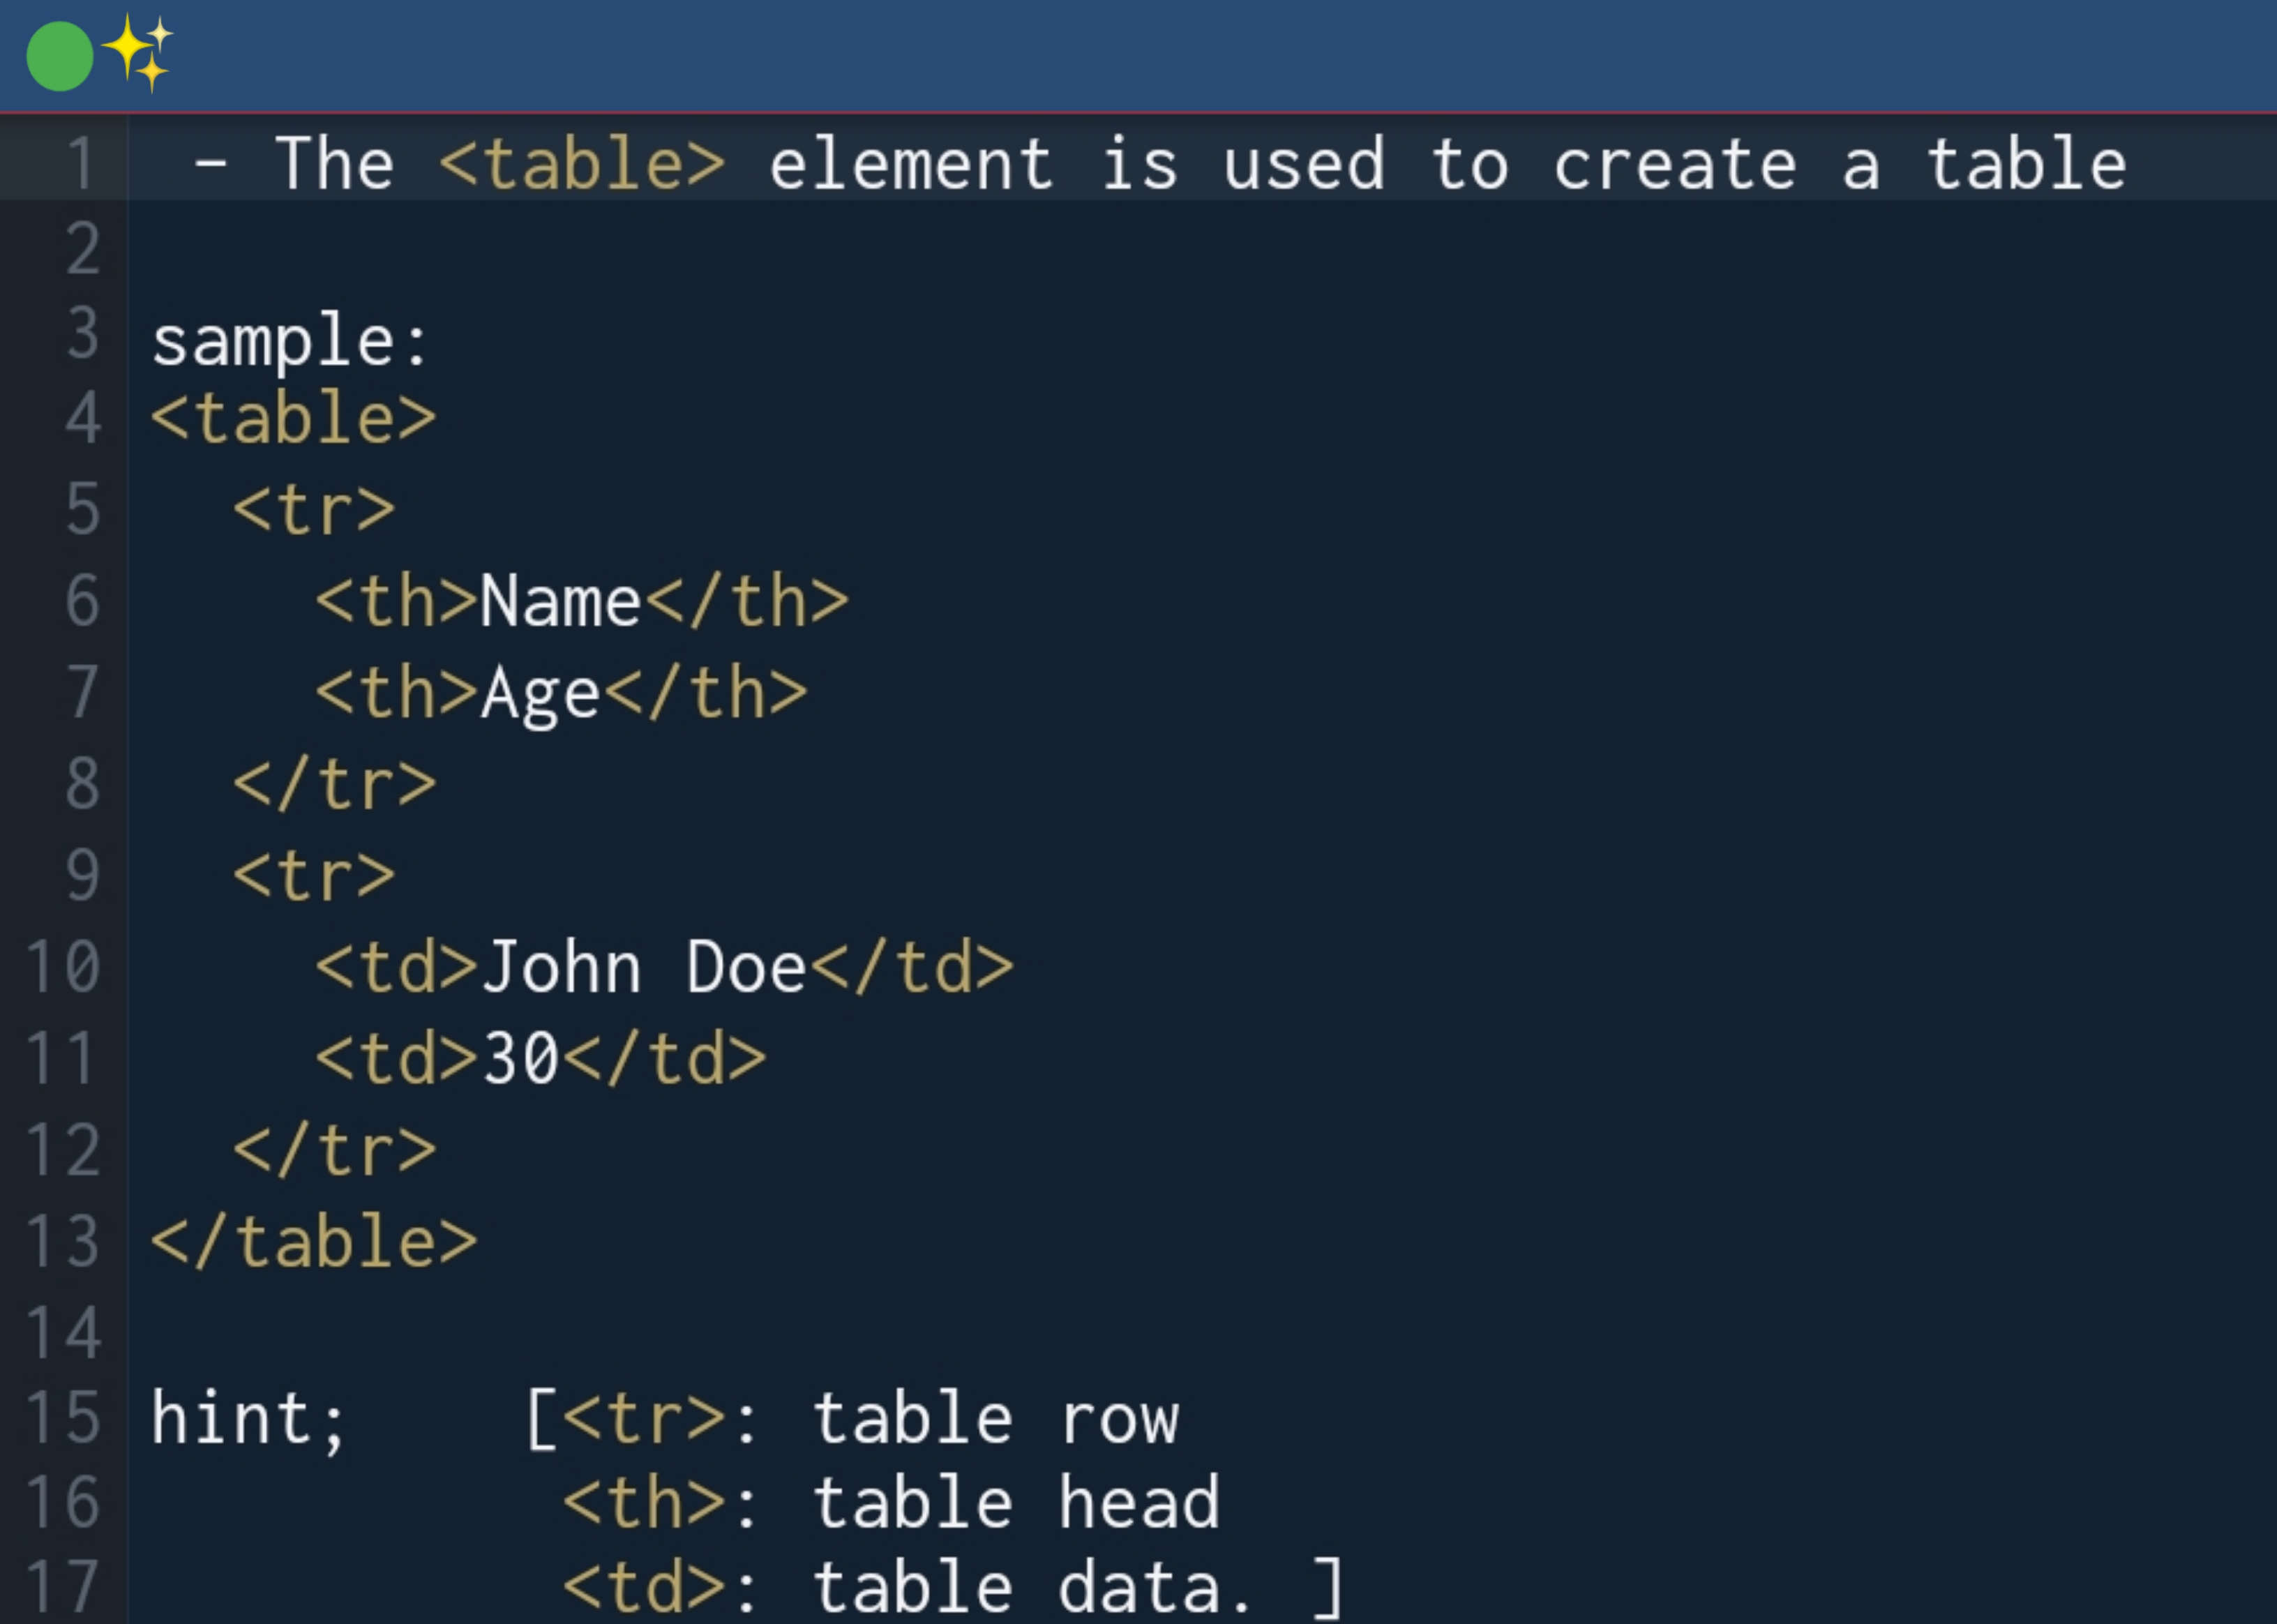 1 - The <table> element is used to create a table
2
3 sample:
4 <table>
5   <tr>
6     <th>Name</th>
7     <th>Age</th>
8   </tr>
9   <tr>
10     <td>John Doe</td>
11     <td>30</td>
12   </tr>
13 </table>
14
15 hint;    [<tr>: table row
16           <th>: table head
17           <td>: table data. ]